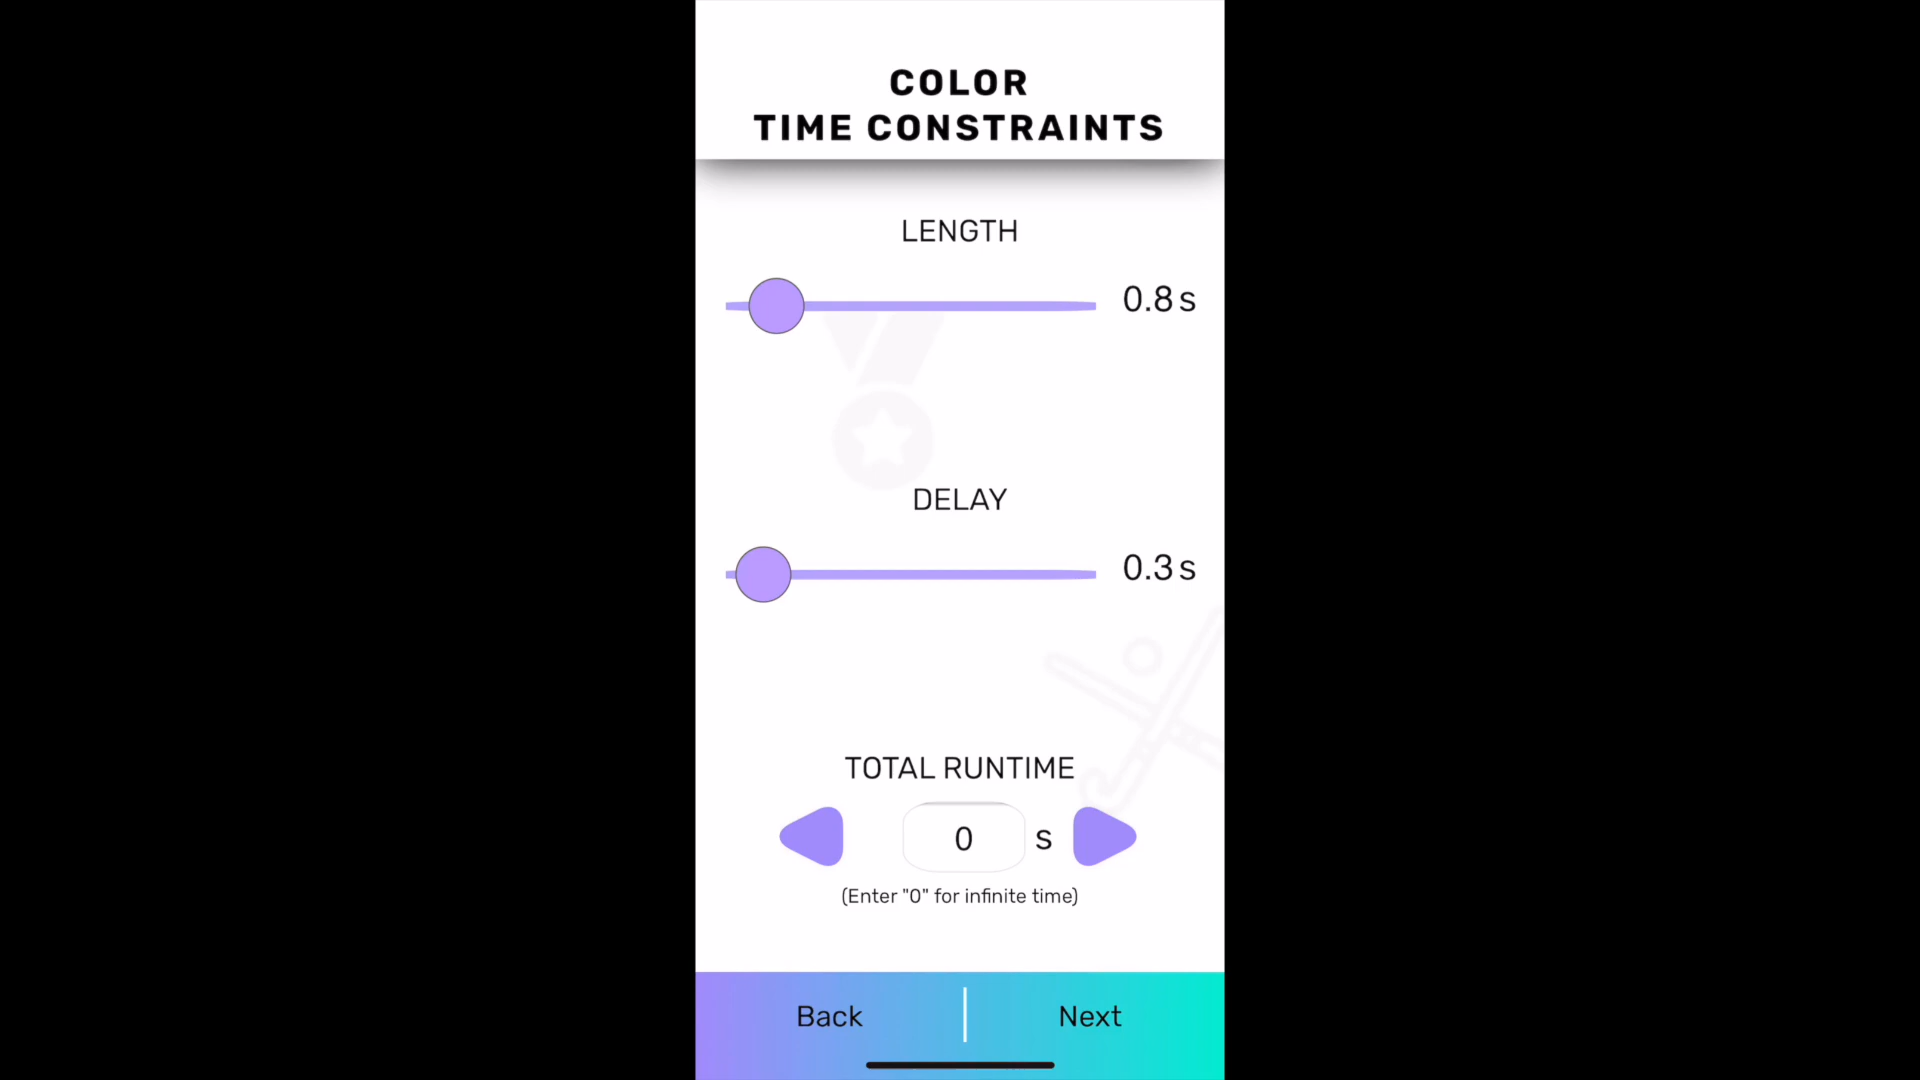 COLOR
TIME CONSTRAINTS
LENGTH
0.8 s
DELAY
0.3 s
TOTAL RUNTIME
0 s
(Enter "0" for infinite time)
Back
Next